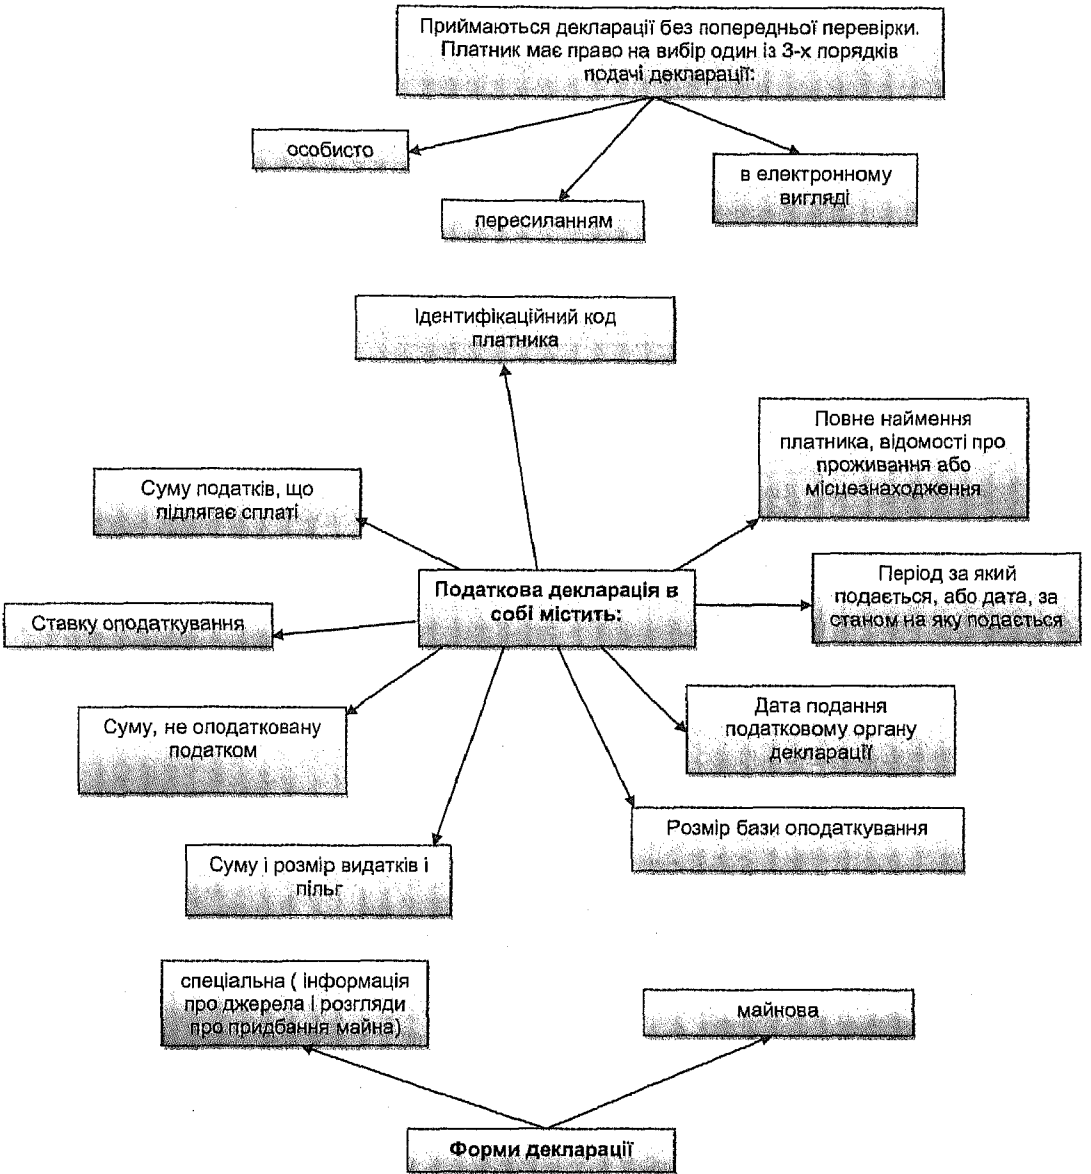 Приймаються декларації без попередньої перевірки.
Платник має право на вибір один із 3-х порядків
подачі декларації:
особисто
в електронному
вигляді
пересиланням
Ідентифікаційний код
платника
Повне наймення
платника, відомості про
проживання або
місцезнаходження
Суму податків, що
підлягає сплаті
Період за який
подається, або дата, за
станом на яку подається
Податкова декларація в
собі містить:
Ставку оподаткування
Дата подання
податковому органу
декларації
Суму, не оподатковану
податком
Розмір бази оподаткування
Суму і розмір видатків і
пільг
спеціальна ( інформація
про джерела і розгляди
про придбання майна)
майнова
Форми декларації